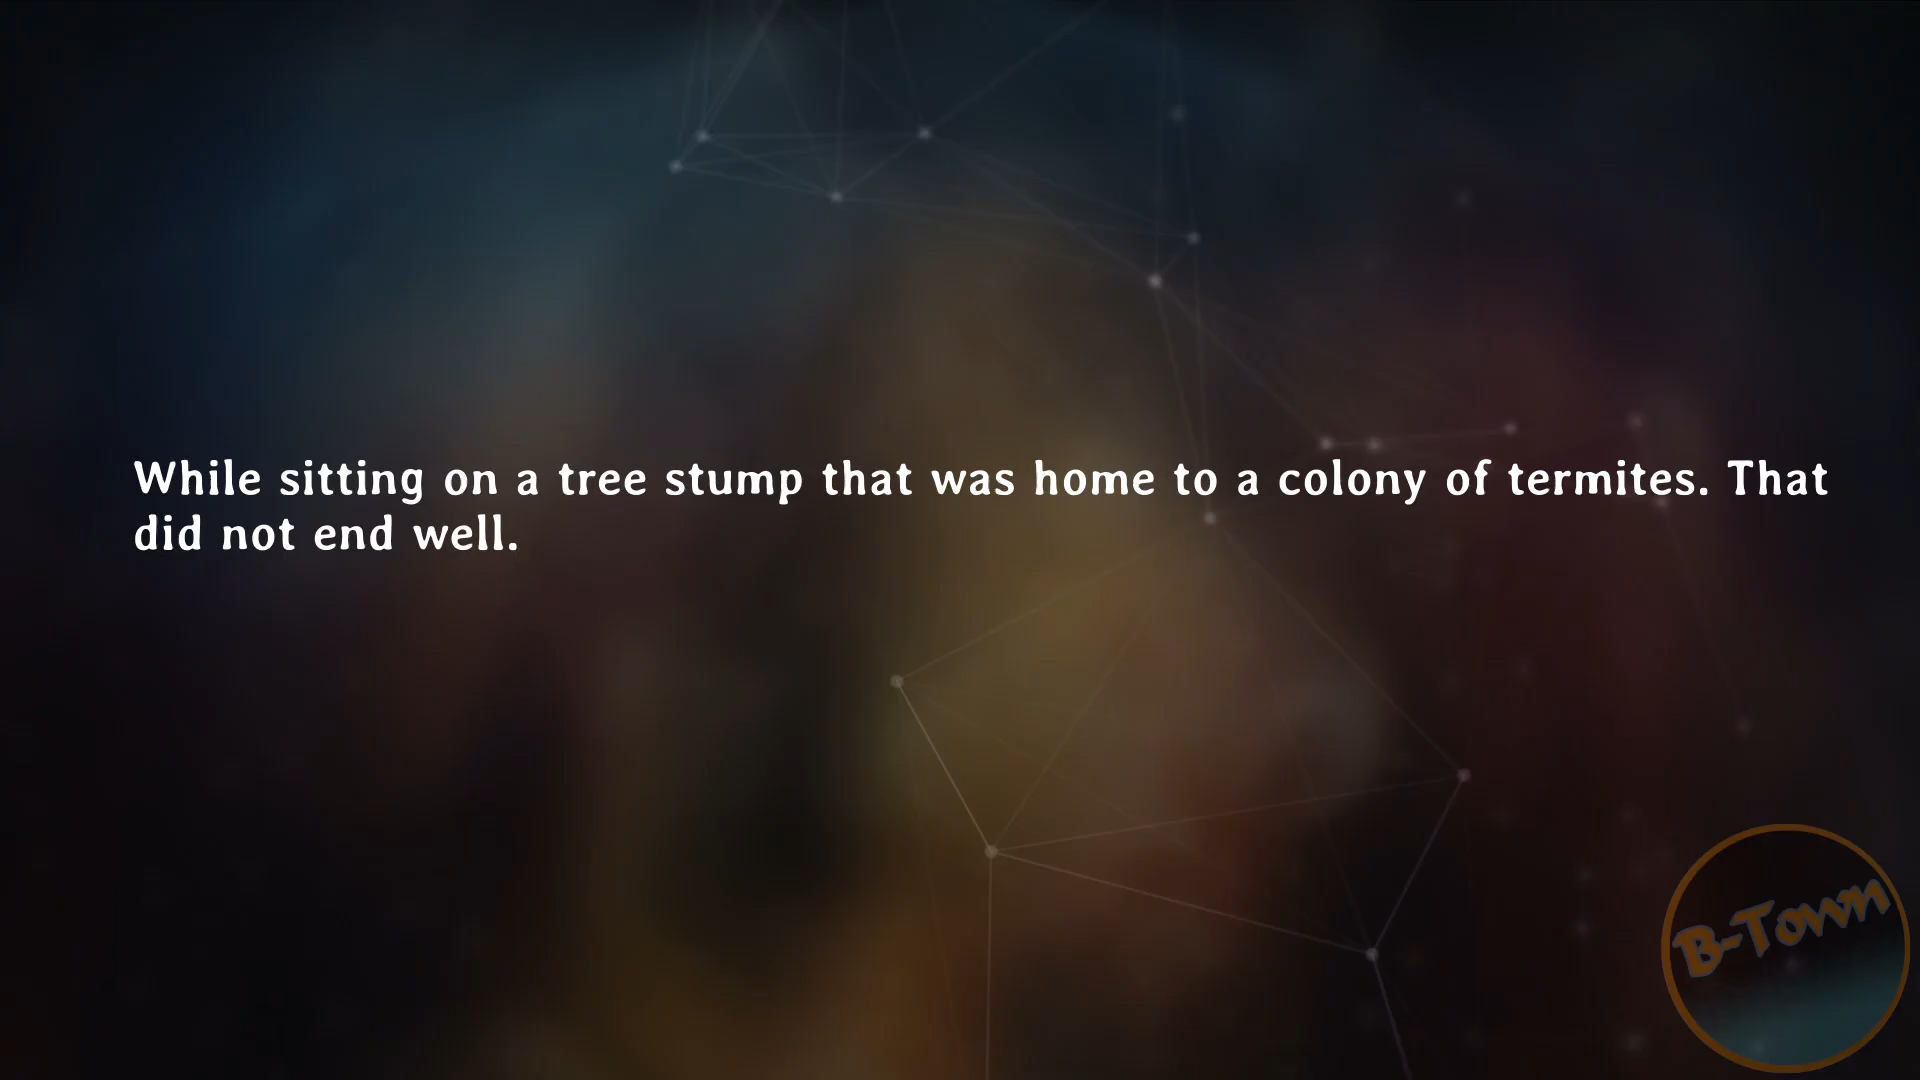 While sitting on a tree stump that was home to a colony of termites. That
did not end well.
B-Town